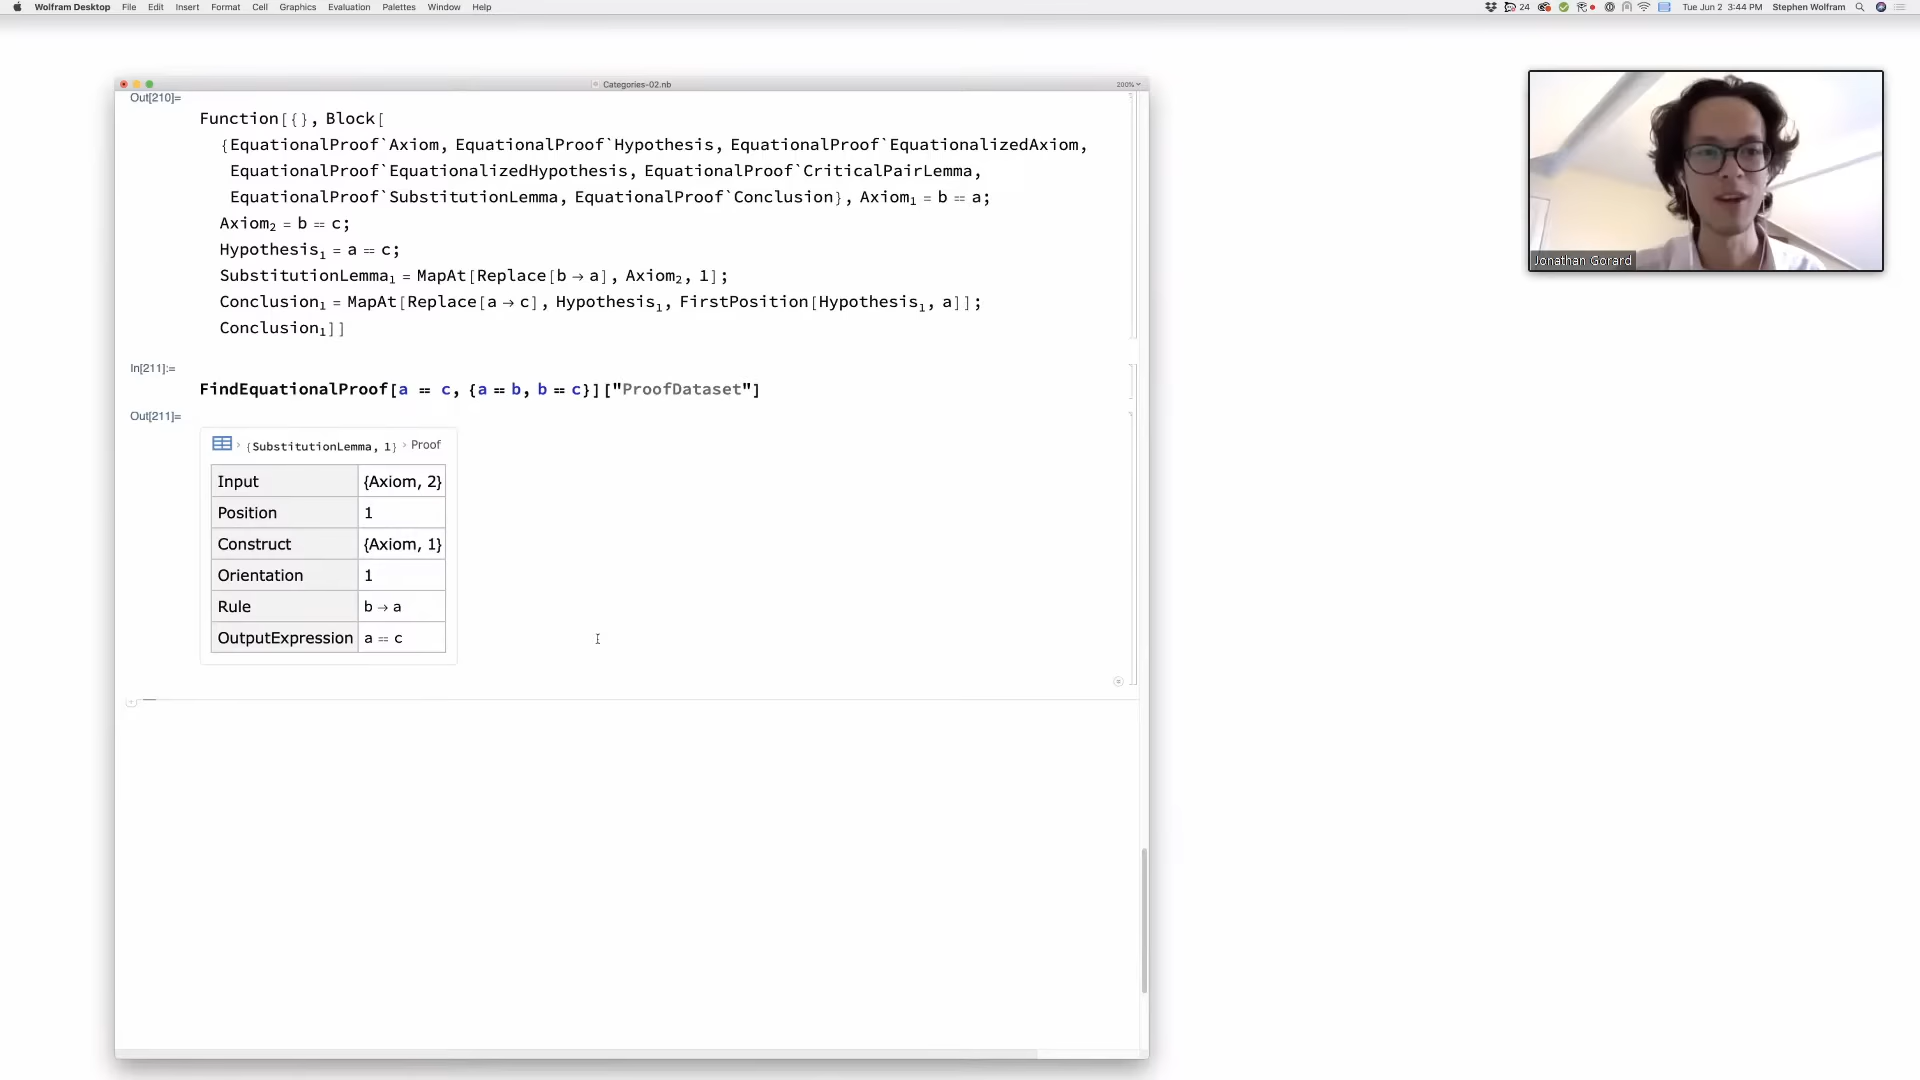 Wolfram Desktop File Edit Insert Format Cell Graphics Evaluation Palettes Window Help 24 Tue Jun 2 3:44 PM Stephen Wolfram
Categories-02.nb 200%
Out[210]=
Function[{}, Block[
{EquationalProof`Axiom, EquationalProof`Hypothesis, EquationalProof`EquationalizedAxiom,
EquationalProof`EquationalizedHypothesis, EquationalProof`CriticalPairLemma,
EquationalProof`SubstitutionLemma, EquationalProof`Conclusion}, Axiom₁ = b == a;
Axiom₂ = b == c;
Hypothesis₁ = a == c;
SubstitutionLemma₁ = MapAt[Replace[b → a], Axiom₂, 1];
Conclusion₁ = MapAt[Replace[a → c], Hypothesis₁, FirstPosition[Hypothesis₁, a]];
Conclusion₁]]
In[211]:=
FindEquationalProof[a == c, {a == b, b == c}]["ProofDataset"]
Out[211]=
› {SubstitutionLemma, 1} › Proof
Input {Axiom, 2}
Position 1
Construct {Axiom, 1}
Orientation 1
Rule b → a
OutputExpression a == c
Jonathan Gorard